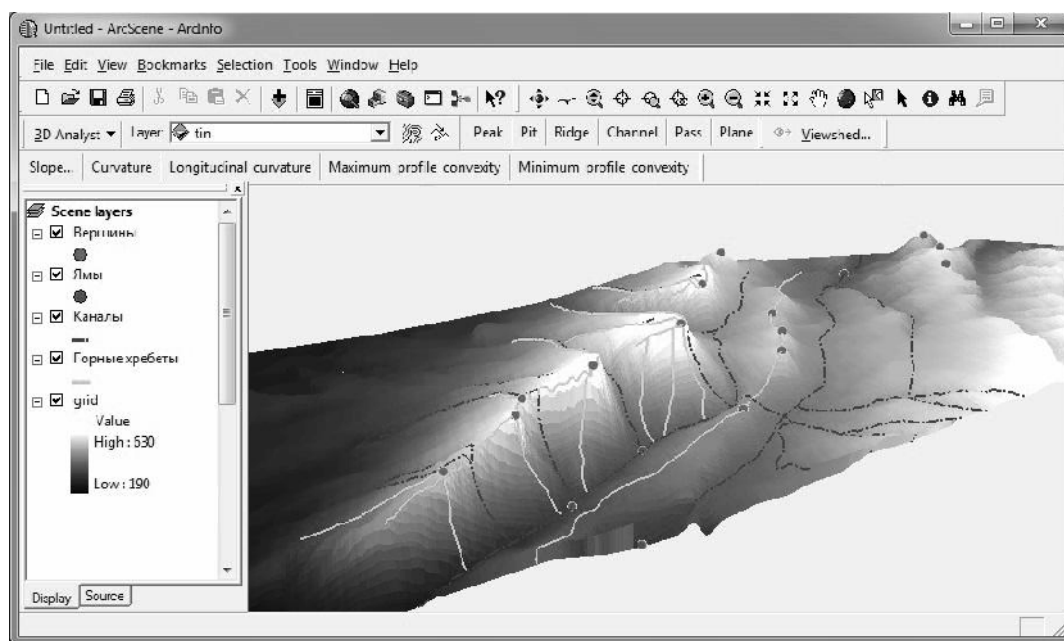 Untitled - ArcScene - ArcInfo
File Edit View Bookmarks Selection Tools Window Help
3D Analyst Layer: tin Peak Pit Ridge Channel Pass Plane Viewshed...
Slope... Curvature Longitudinal curvature Maximum profile convexity Minimum profile convexity
Scene layers
Вершины
Ямы
Каналы
Горные хребеты
grid
Value
High : 530
Low : 190
Display Source